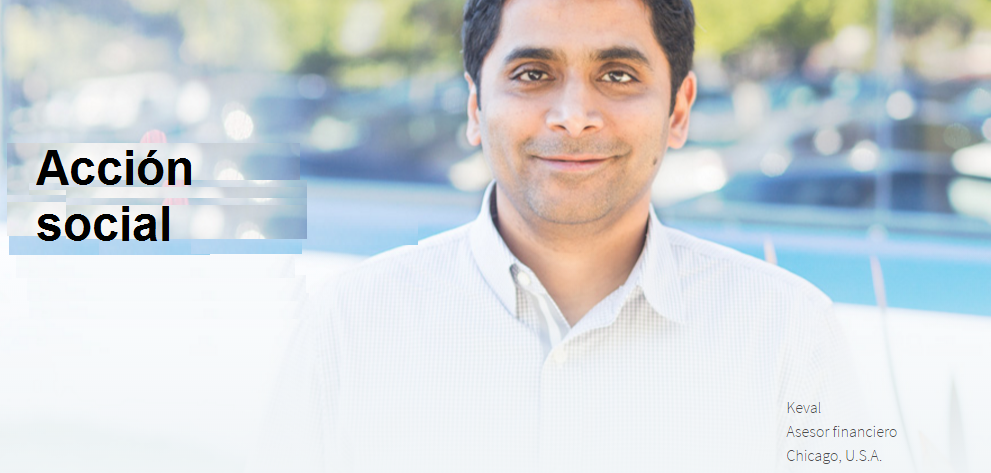 Acción
social
Keval
Asesor financiero
Chicago, U.S.A.